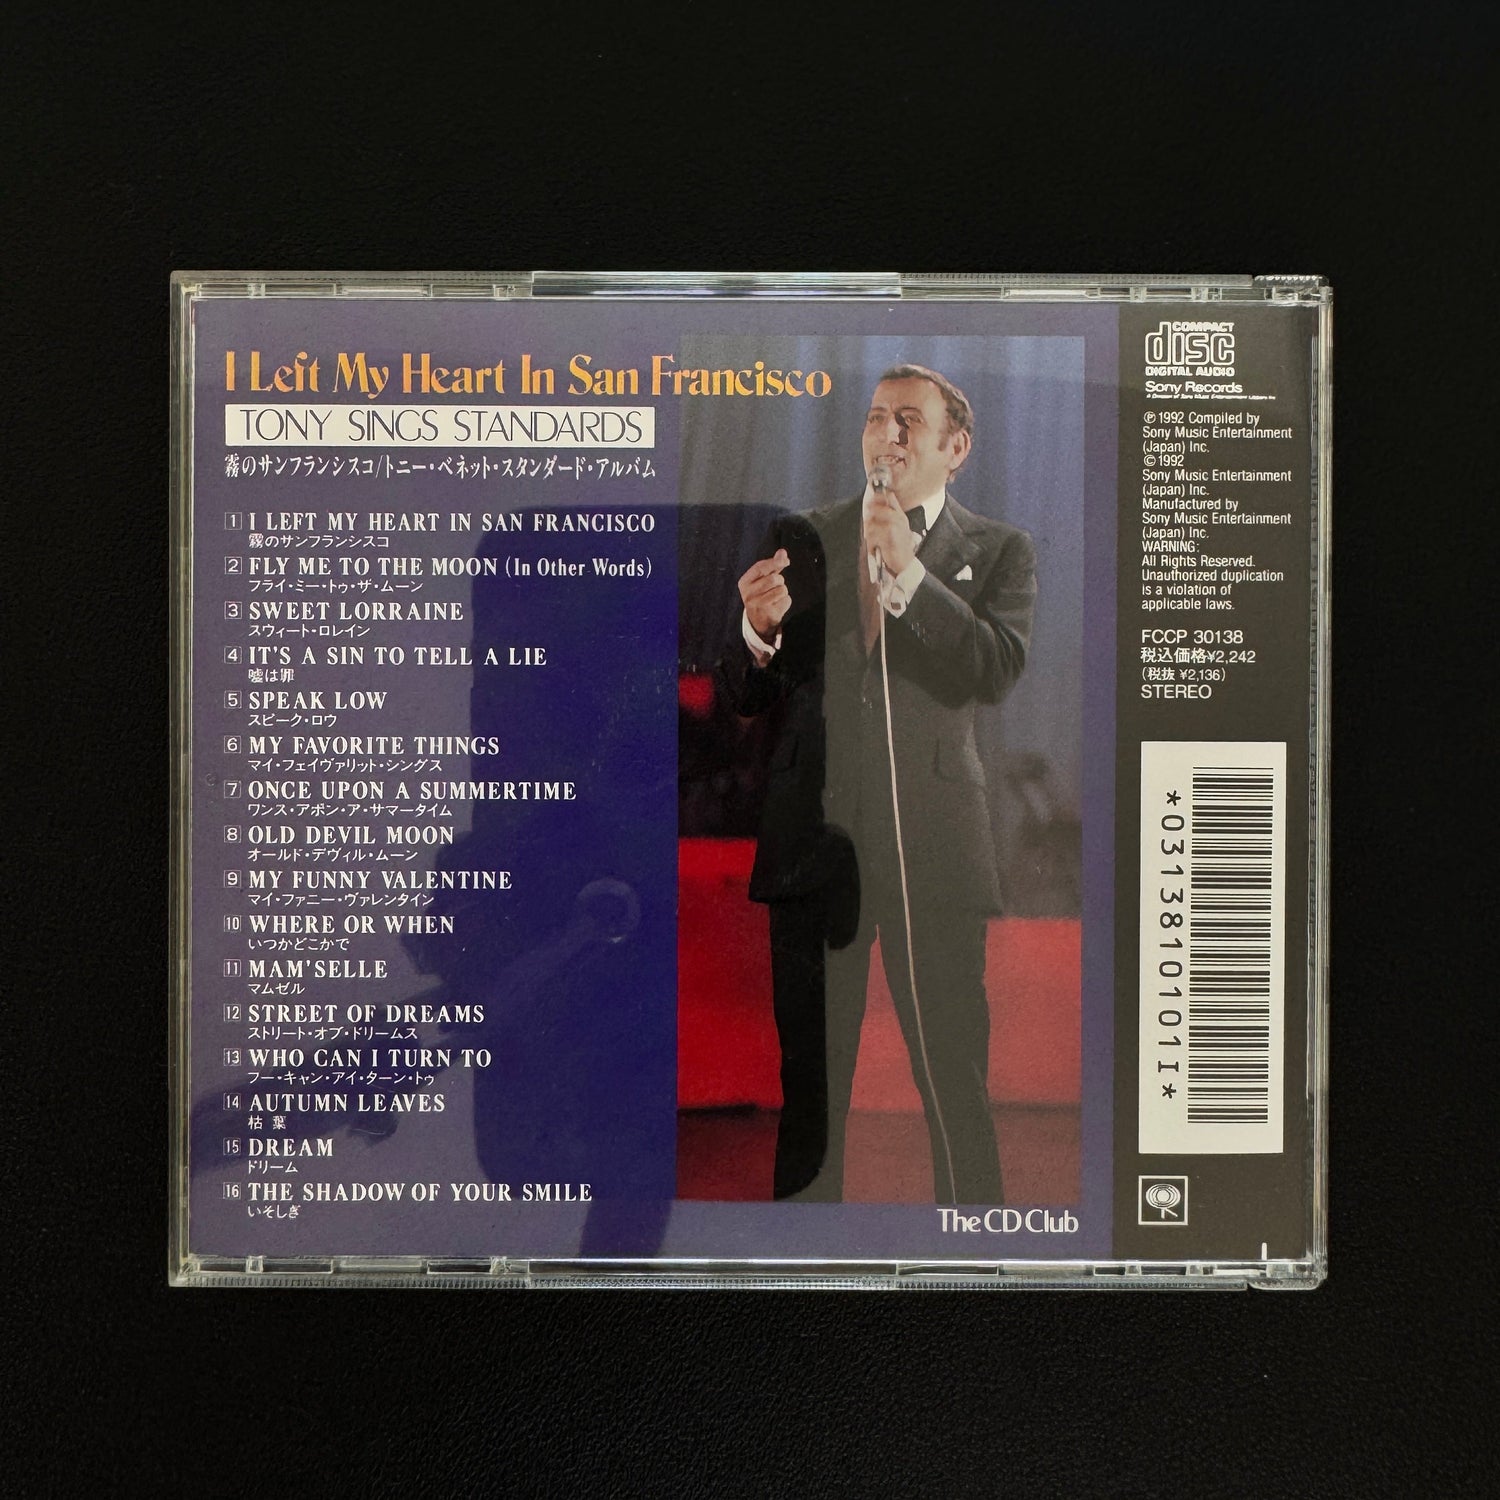 I Left My Heart In San Francisco
TONY SINGS STANDARDS
霧のサンフランシスコ/トニー・ベネット・スタンダード・アルバム
1 I LEFT MY HEART IN SAN FRANCISCO
霧のサンフランシスコ
2 FLY ME TO THE MOON (In Other Words)
フライ・ミー・トゥ・ザ・ムーン
3 SWEET LORRAINE
スウィート・ロレイン
4 IT'S A SIN TO TELL A LIE
嘘は罪
5 SPEAK LOW
スピーク・ロウ
6 MY FAVORITE THINGS
マイ・フェイヴァリット・シングス
7 ONCE UPON A SUMMERTIME
ワンス・アポン・ア・サマータイム
8 OLD DEVIL MOON
オールド・デヴィル・ムーン
9 MY FUNNY VALENTINE
マイ・ファニー・ヴァレンタイン
10 WHERE OR WHEN
いつかどこかで
11 MAM'SELLE
マムゼル
12 STREET OF DREAMS
ストリート・オブ・ドリームス
13 WHO CAN I TURN TO
フー・キャン・アイ・ターン・トゥ
14 AUTUMN LEAVES
枯葉
15 DREAM
ドリーム
16 THE SHADOW OF YOUR SMILE
いそしぎ
The CD Club
COMPACT
disc
DIGITAL AUDIO
Sony Records
A Division of Sony Music Entertainment (Japan) Inc.
℗ 1992 Compiled by
Sony Music Entertainment
(Japan) Inc.
© 1992
Sony Music Entertainment
(Japan) Inc.
Manufactured by
Sony Music Entertainment
(Japan) Inc.
WARNING:
All Rights Reserved.
Unauthorized duplication
is a violation of
applicable laws.
FCCP 30138
税込価格¥2,242
(税抜 ¥2,136)
STEREO
*0313810101I*